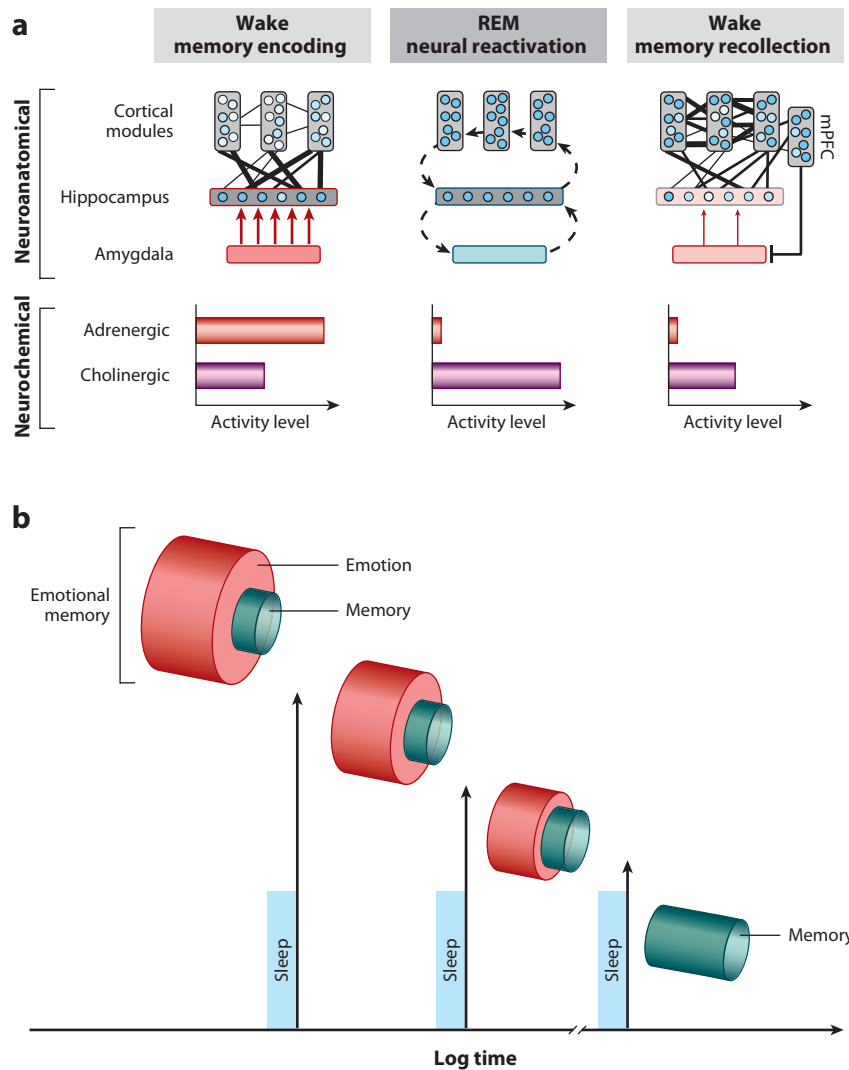 a
Wake
memory encoding
REM
neural reactivation
Wake
memory recollection
Neuroanatomical
Cortical
modules
mPFC
Hippocampus
Amygdala
Neurochemical
Adrenergic
Cholinergic
Activity level
Activity level
Activity level
b
Emotional
memory
Emotion
Memory
Sleep
Sleep
Sleep
Memory
Log time